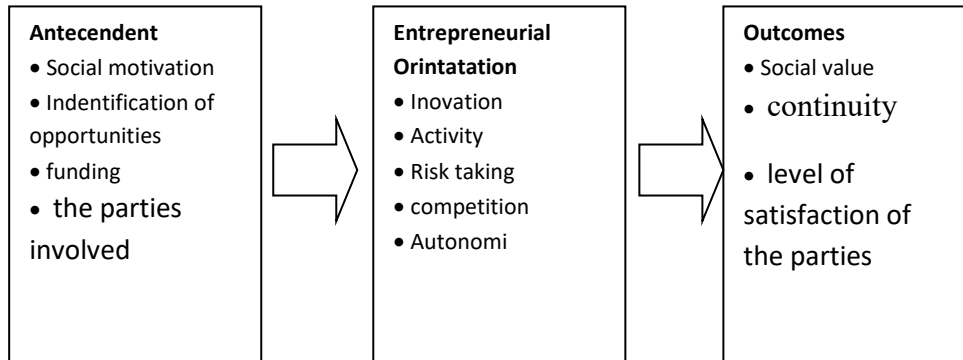 Antecendent
• Social motivation
• Indentification of
opportunities
• funding
• the parties
involved
Entrepreneurial
Orintatation
• Inovation
• Activity
• Risk taking
• competition
• Autonomi
Outcomes
• Social value
• continuity
• level of
satisfaction of
the parties